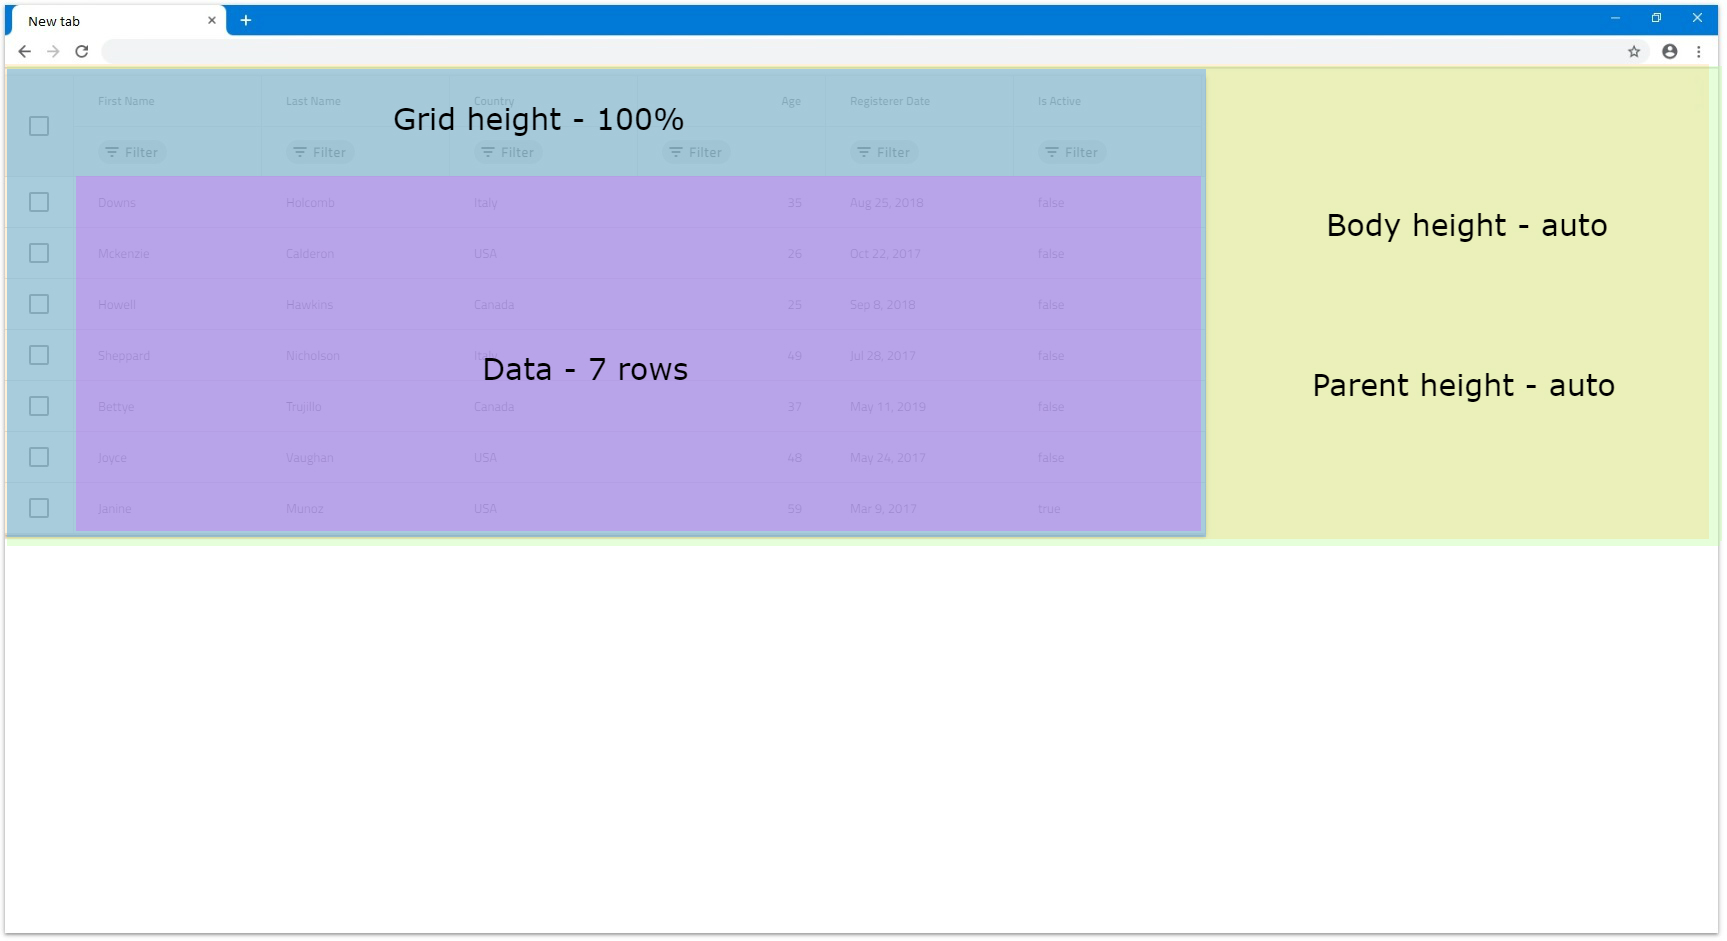 New tab
First Name Last Name Country Age Registerer Date Is Active
Grid height - 100%
Filter Filter Filter Filter Filter Filter
Downs Holcomb Italy 35 Aug 25, 2018 false
Body height - auto
Mckenzie Calderon USA 26 Oct 22, 2017 false
Howell Hawkins Canada 25 Sep 8, 2018 false
Sheppard Nicholson 49 Jul 28, 2017 false
Data - 7 rows
Parent height - auto
Bettye Trujillo Canada 37 May 11, 2019 false
Joyce Vaughan USA 48 May 24, 2017 false
Janine Munoz USA 59 Mar 9, 2017 true